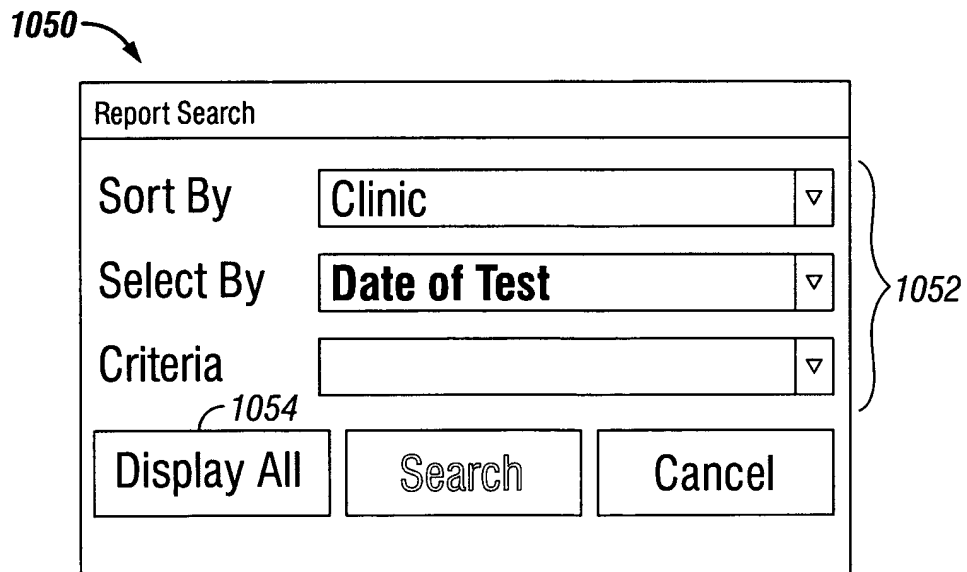 1050
Report Search
Sort By Clinic
Select By Date of Test
1052
Criteria
1054
Display All Search Cancel